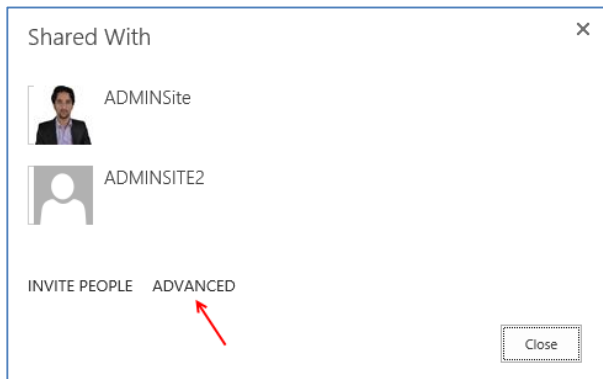 Shared With
ADMINSite
ADMINSITE2
INVITE PEOPLE ADVANCED
Close